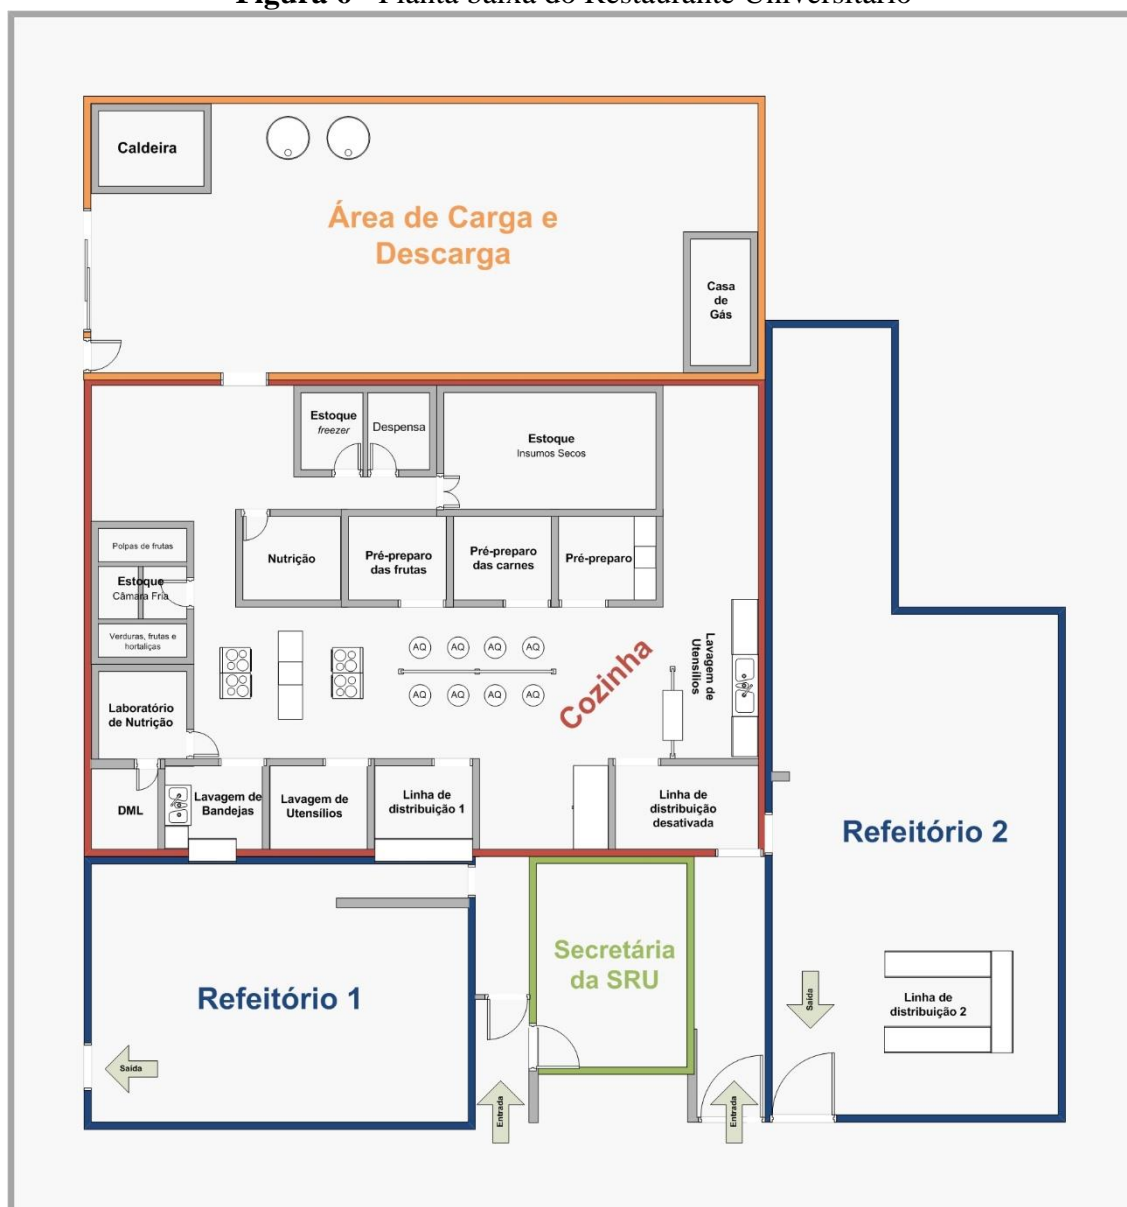 Figura 6 - Planta baixa do Restaurante Universitário
Caldeira
Área de Carga e
Descarga
Casa
de
Gás
Estoque
freezer
Despensa
Estoque
Insumos Secos
Polpas de frutas
Estoque
Câmara Fria
Verduras, frutas e
hortaliças
Nutrição
Pré-preparo
das frutas
Pré-preparo
das carnes
Pré-preparo
AQ
AQ
AQ
AQ
AQ
AQ
AQ
AQ
Cozinha
Lavagem de
Utensílios
Laboratório
de Nutrição
DML
Lavagem de
Bandejas
Lavagem de
Utensílios
Linha de
distribuição 1
Linha de
distribuição
desativada
Refeitório 2
Secretária
da SRU
Refeitório 1
Saída
Linha de
distribuição 2
Saída
Entrada
Entrada